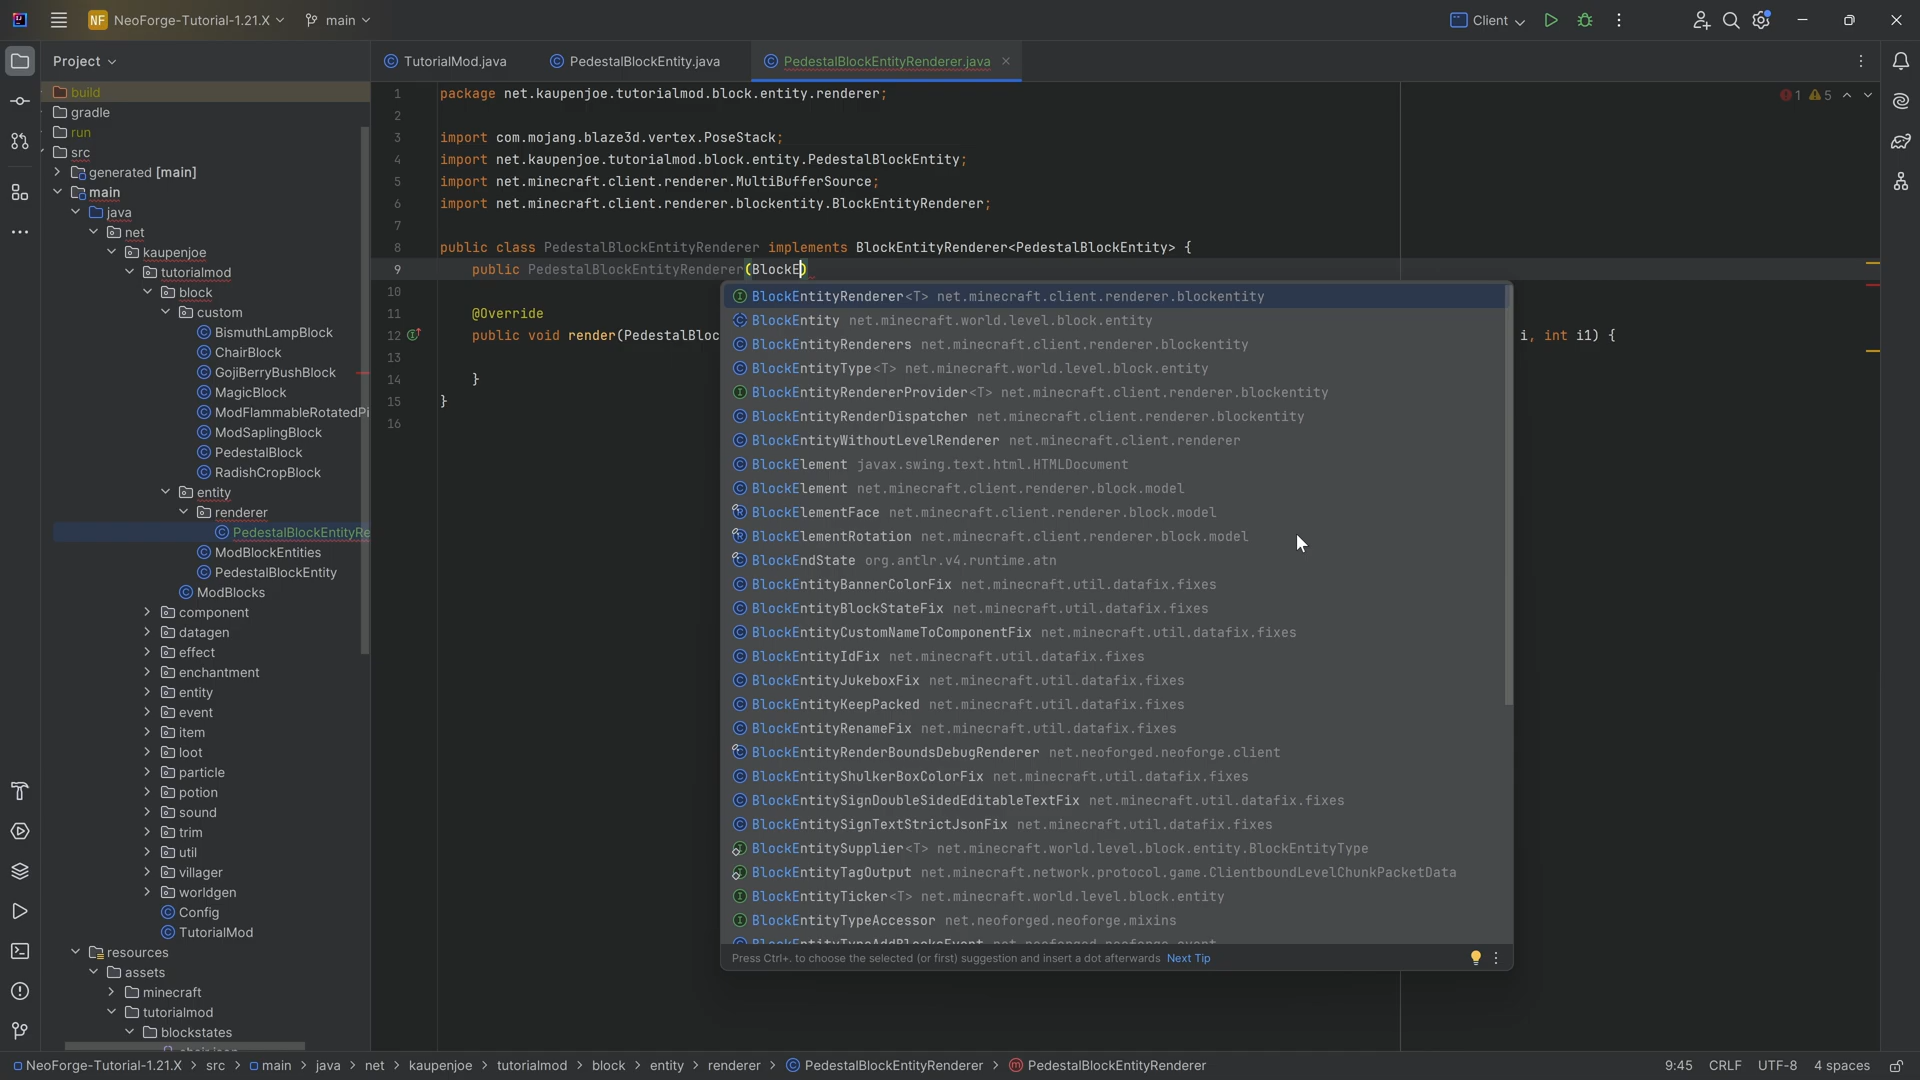 NF NeoForge-Tutorial-1.21.X main Client
Project
TutorialMod.java PedestalBlockEntity.java PedestalBlockEntityRenderer.java
build
gradle
run
src
generated [main]
main
java
net
kaupenjoe
tutorialmod
block
custom
BismuthLampBlock
ChairBlock
GojiBerryBushBlock
MagicBlock
ModFlammableRotatedPi
ModSaplingBlock
PedestalBlock
RadishCropBlock
entity
renderer
PedestalBlockEntityRe
ModBlockEntities
PedestalBlockEntity
ModBlocks
component
datagen
effect
enchantment
entity
event
item
loot
particle
potion
sound
trim
util
villager
worldgen
Config
TutorialMod
resources
assets
minecraft
tutorialmod
blockstates
1 5
1 package net.kaupenjoe.tutorialmod.block.entity.renderer;
2
3 import com.mojang.blaze3d.vertex.PoseStack;
4 import net.kaupenjoe.tutorialmod.block.entity.PedestalBlockEntity;
5 import net.minecraft.client.renderer.MultiBufferSource;
6 import net.minecraft.client.renderer.blockentity.BlockEntityRenderer;
7
8 public class PedestalBlockEntityRenderer implements BlockEntityRenderer<PedestalBlockEntity> {
9 public PedestalBlockEntityRenderer(BlockE)
10
11 @Override
12 public void render(PedestalBloc i, int i1) {
13
14 }
15 }
16
BlockEntityRenderer<T> net.minecraft.client.renderer.blockentity
BlockEntity net.minecraft.world.level.block.entity
BlockEntityRenderers net.minecraft.client.renderer.blockentity
BlockEntityType<T> net.minecraft.world.level.block.entity
BlockEntityRendererProvider<T> net.minecraft.client.renderer.blockentity
BlockEntityRenderDispatcher net.minecraft.client.renderer.blockentity
BlockEntityWithoutLevelRenderer net.minecraft.client.renderer
BlockElement javax.swing.text.html.HTMLDocument
BlockElement net.minecraft.client.renderer.block.model
BlockElementFace net.minecraft.client.renderer.block.model
BlockElementRotation net.minecraft.client.renderer.block.model
BlockEndState org.antlr.v4.runtime.atn
BlockEntityBannerColorFix net.minecraft.util.datafix.fixes
BlockEntityBlockStateFix net.minecraft.util.datafix.fixes
BlockEntityCustomNameToComponentFix net.minecraft.util.datafix.fixes
BlockEntityIdFix net.minecraft.util.datafix.fixes
BlockEntityJukeboxFix net.minecraft.util.datafix.fixes
BlockEntityKeepPacked net.minecraft.util.datafix.fixes
BlockEntityRenameFix net.minecraft.util.datafix.fixes
BlockEntityRenderBoundsDebugRenderer net.neoforged.neoforge.client
BlockEntityShulkerBoxColorFix net.minecraft.util.datafix.fixes
BlockEntitySignDoubleSidedEditableTextFix net.minecraft.util.datafix.fixes
BlockEntitySignTextStrictJsonFix net.minecraft.util.datafix.fixes
BlockEntitySupplier<T> net.minecraft.world.level.block.entity.BlockEntityType
BlockEntityTagOutput net.minecraft.network.protocol.game.ClientboundLevelChunkPacketData
BlockEntityTicker<T> net.minecraft.world.level.block.entity
BlockEntityTypeAccessor net.neoforged.neoforge.mixins
BlockEntityTypeAddBlocksEvent net.neoforged.neoforge.event
Press Ctrl+. to choose the selected (or first) suggestion and insert a dot afterwards Next Tip
NeoForge-Tutorial-1.21.X > src > main > java > net > kaupenjoe > tutorialmod > block > entity > renderer > PedestalBlockEntityRenderer > PedestalBlockEntityRenderer 9:45 CRLF UTF-8 4 spaces